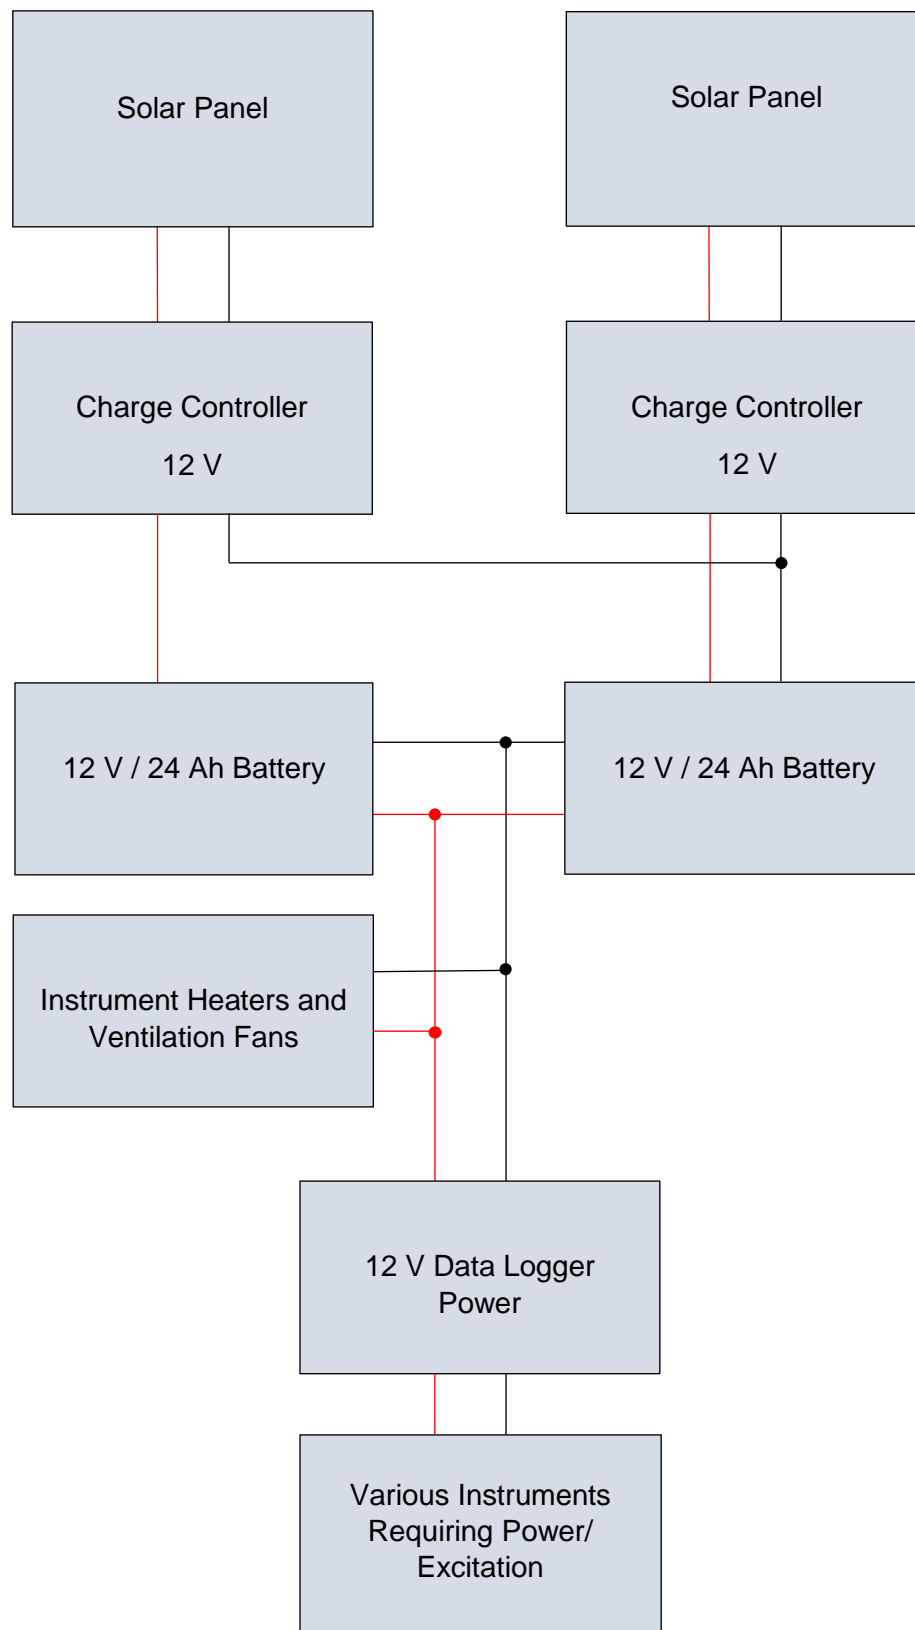 Solar Panel
Solar Panel
Charge Controller
12 V
Charge Controller
12 V
12 V / 24 Ah Battery
12 V / 24 Ah Battery
Instrument Heaters and
Ventilation Fans
12 V Data Logger
Power
Various Instruments
Requiring Power/
Excitation